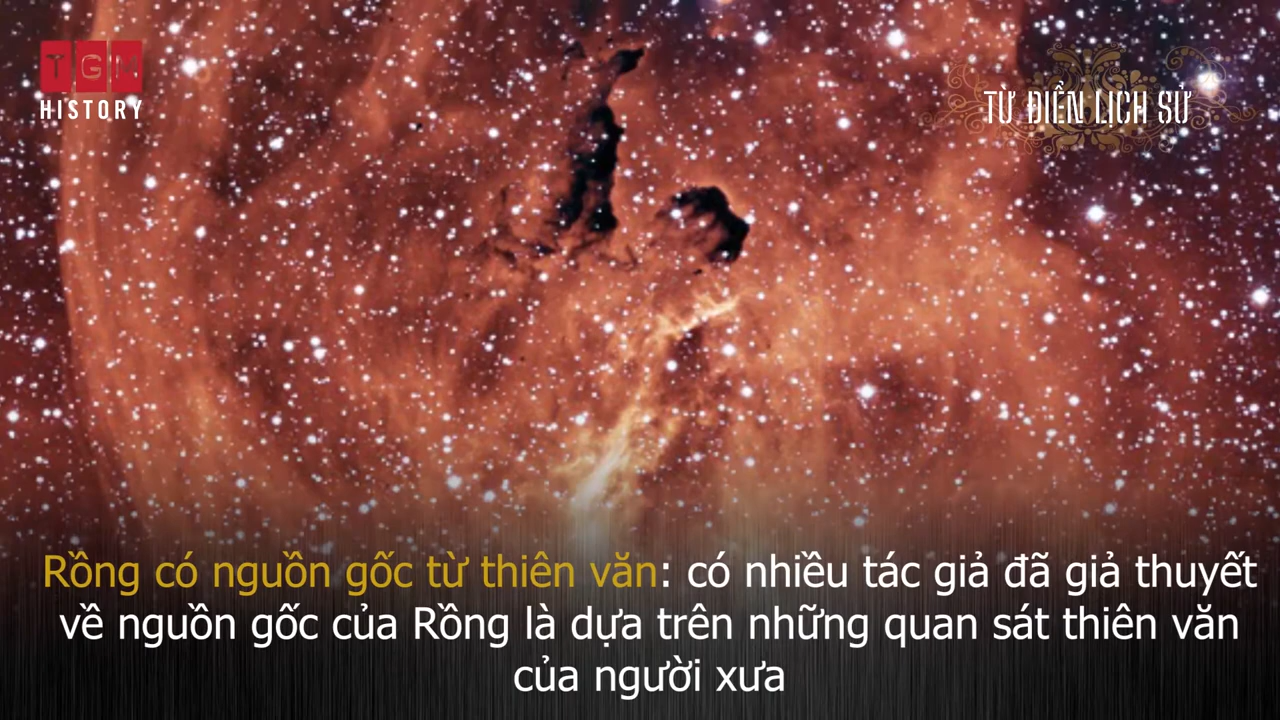 TGM
HISTORY
TỪ ĐIỂN LỊCH SỬ
Rồng có nguồn gốc từ thiên văn: có nhiều tác giả đã giả thuyết
về nguồn gốc của Rồng là dựa trên những quan sát thiên văn
của người xưa